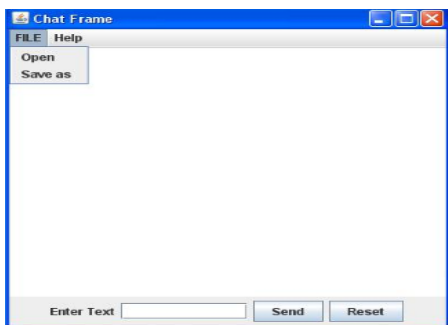 Chat Frame
FILE Help
Open
Save as
Enter Text Send Reset